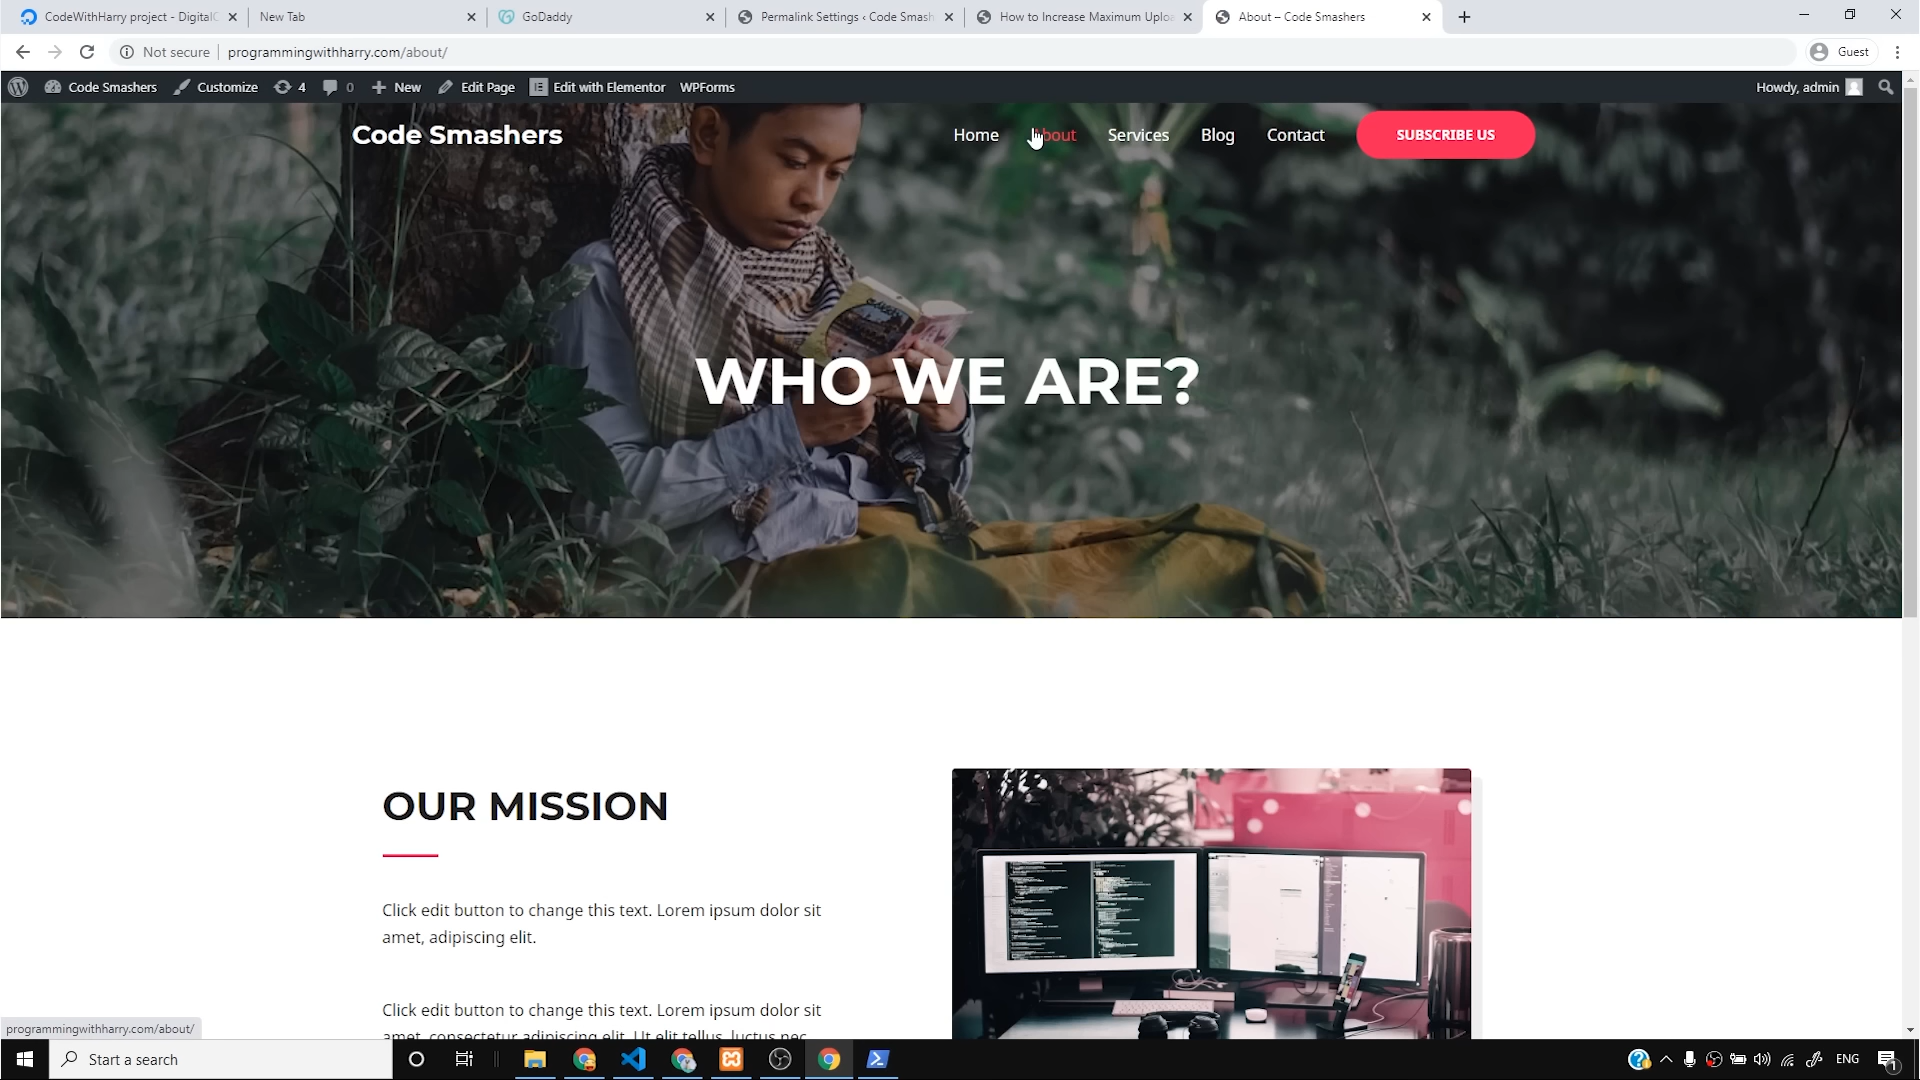 CodeWithHarry project - DigitalC
New Tab
GoDaddy
Permalink Settings ‹ Code Smash
How to Increase Maximum Uploa
About – Code Smashers
Not secure
programmingwithharry.com/about/
Guest
Code Smashers
Customize
4
0
New
Edit Page
Edit with Elementor
WPForms
Howdy, admin
Code Smashers
Home
About
Services
Blog
Contact
SUBSCRIBE US
WHO WE ARE?
OUR MISSION
Click edit button to change this text. Lorem ipsum dolor sit
amet, adipiscing elit.
Click edit button to change this text. Lorem ipsum dolor sit
amet, consectetur adipiscing elit. Ut elit tellus, luctus nec
programmingwithharry.com/about/
Start a search
ENG
1